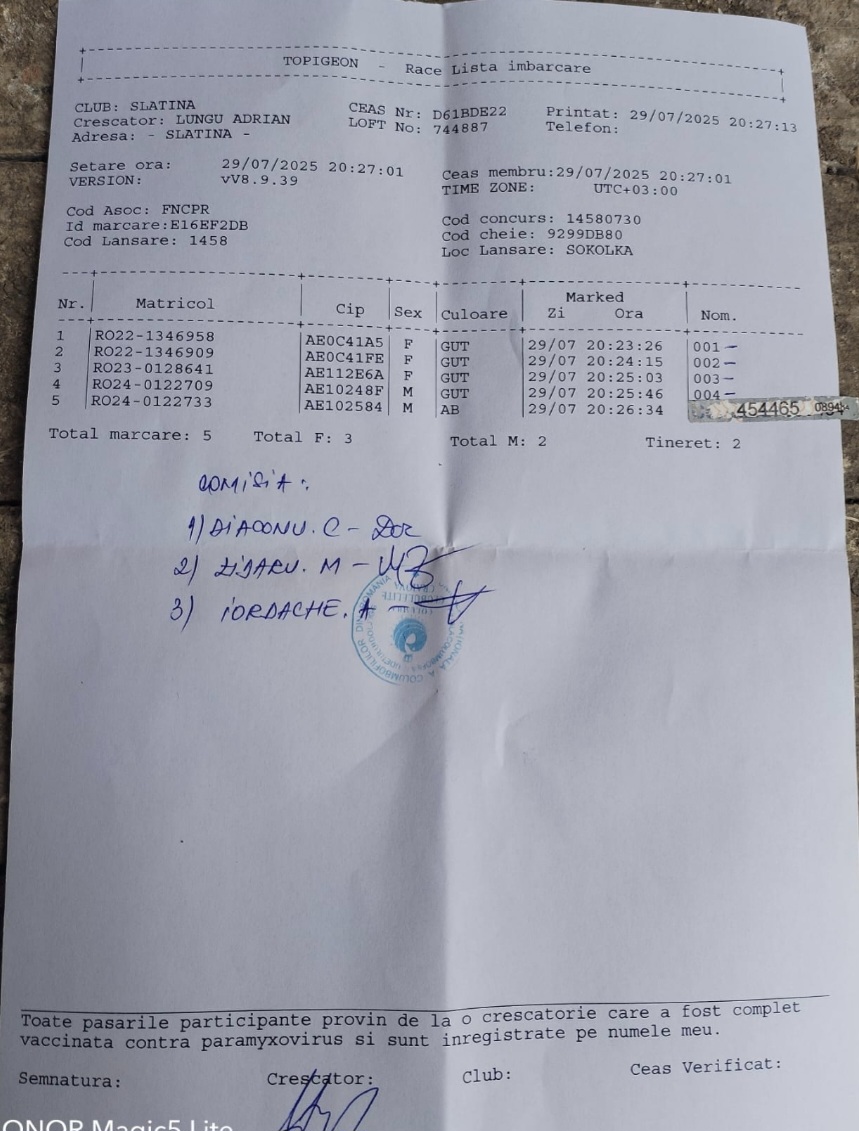 TOPIGEON - Race Lista imbarcare
CLUB: SLATINA CEAS Nr: D61BDE22 Printat: 29/07/2025 20:27:13
Crescator: LUNGU ADRIAN LOFT No: 744887 Telefon:
Adresa: - SLATINA -
Setare ora: 29/07/2025 20:27:01 Ceas membru:29/07/2025 20:27:01
VERSION: vV8.9.39 TIME ZONE: UTC+03:00
Cod Asoc: FNCPR Cod concurs: 14580730
Id marcare:E16EF2DB Cod cheie: 9299DB80
Cod Lansare: 1458 Loc Lansare: SOKOLKA
Marked
Nr. Matricol Cip Sex Culoare Zi Ora Nom.
1 RO22-1346958 AE0C41A5 F GUT 29/07 20:23:26 001
2 RO22-1346909 AE0C41FE F GUT 29/07 20:24:15 002
3 RO23-0128641 AE112E6A F GUT 29/07 20:25:03 003
4 RO24-0122709 AE10248F M GUT 29/07 20:25:46 004
5 RO24-0122733 AE102584 M AB 29/07 20:26:34
454465
Total marcare: 5 Total F: 3 Total M: 2 Tineret: 2
COMISIA:
1) DIACONU. C -
2) ZIDARU. M -
3) IORDACHE. A
Toate pasarile participante provin de la o crescatorie care a fost complet
vaccinata contra paramyxovirus si sunt inregistrate pe numele meu.
Semnatura: Crescator: Club: Ceas Verificat:
ONOR Magic5 Lite